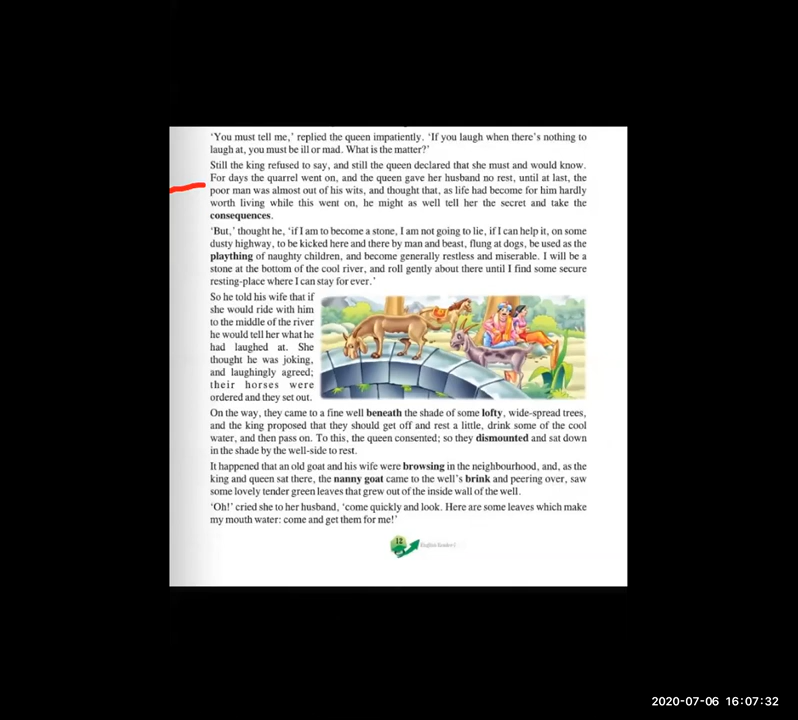 ‘You must tell me,’ replied the queen impatiently. ‘If you laugh when there’s nothing to
laugh at, you must be ill or mad. What is the matter?’
Still the king refused to say, and still the queen declared that she must and would know.
For days the quarrel went on, and the queen gave her husband no rest, until at last, the
poor man was almost out of his wits, and thought that, as life had become for him hardly
worth living while this went on, he might as well tell her the secret and take the
consequences.
‘But,’ thought he, ‘if I am to become a stone, I am not going to lie, if I can help it, on some
dusty highway, to be kicked here and there by man and beast, flung at dogs, be used as the
plaything of naughty children, and become generally restless and miserable. I will be a
stone at the bottom of the cool river, and roll gently about there until I find some secure
resting-place where I can stay for ever.’
So he told his wife that if
she would ride with him
to the middle of the river
he would tell her what he
had laughed at. She
thought he was joking,
and laughingly agreed;
their horses were
ordered and they set out.
On the way, they came to a fine well beneath the shade of some lofty, wide-spread trees,
and the king proposed that they should get off and rest a little, drink some of the cool
water, and then pass on. To this, the queen consented; so they dismounted and sat down
in the shade by the well-side to rest.
It happened that an old goat and his wife were browsing in the neighbourhood, and, as the
king and queen sat there, the nanny goat came to the well’s brink and peering over, saw
some lovely tender green leaves that grew out of the inside wall of the well.
‘Oh!’ cried she to her husband, ‘come quickly and look. Here are some leaves which make
my mouth water: come and get them for me!’
12
English Reader-
2020-07-06 16:07:32